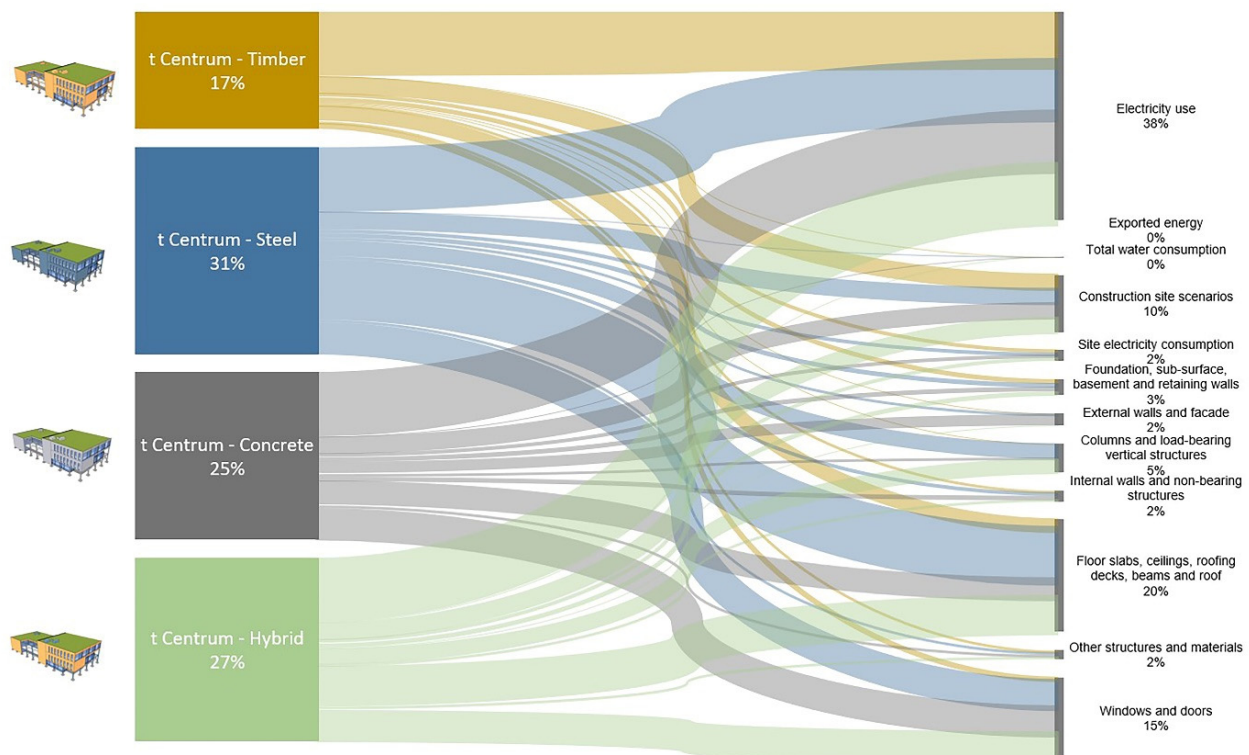 t Centrum - Timber
17%
t Centrum - Steel
31%
t Centrum - Concrete
25%
t Centrum - Hybrid
27%
Electricity use
38%
Exported energy
0%
Total water consumption
0%
Construction site scenarios
10%
Site electricity consumption
2%
Foundation, sub-surface,
basement and retaining walls
3%
External walls and facade
2%
Columns and load-bearing
vertical structures
5%
Internal walls and non-bearing
structures
2%
Floor slabs, ceilings, roofing
decks, beams and roof
20%
Other structures and materials
2%
Windows and doors
15%